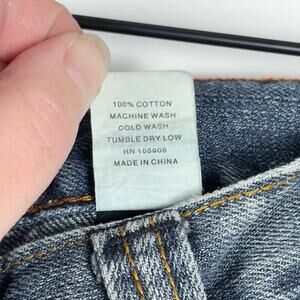 100% COTTON
MACHINE WASH
COLD WASH
TUMBLE DRY LOW
RN 105908
MADE IN CHINA